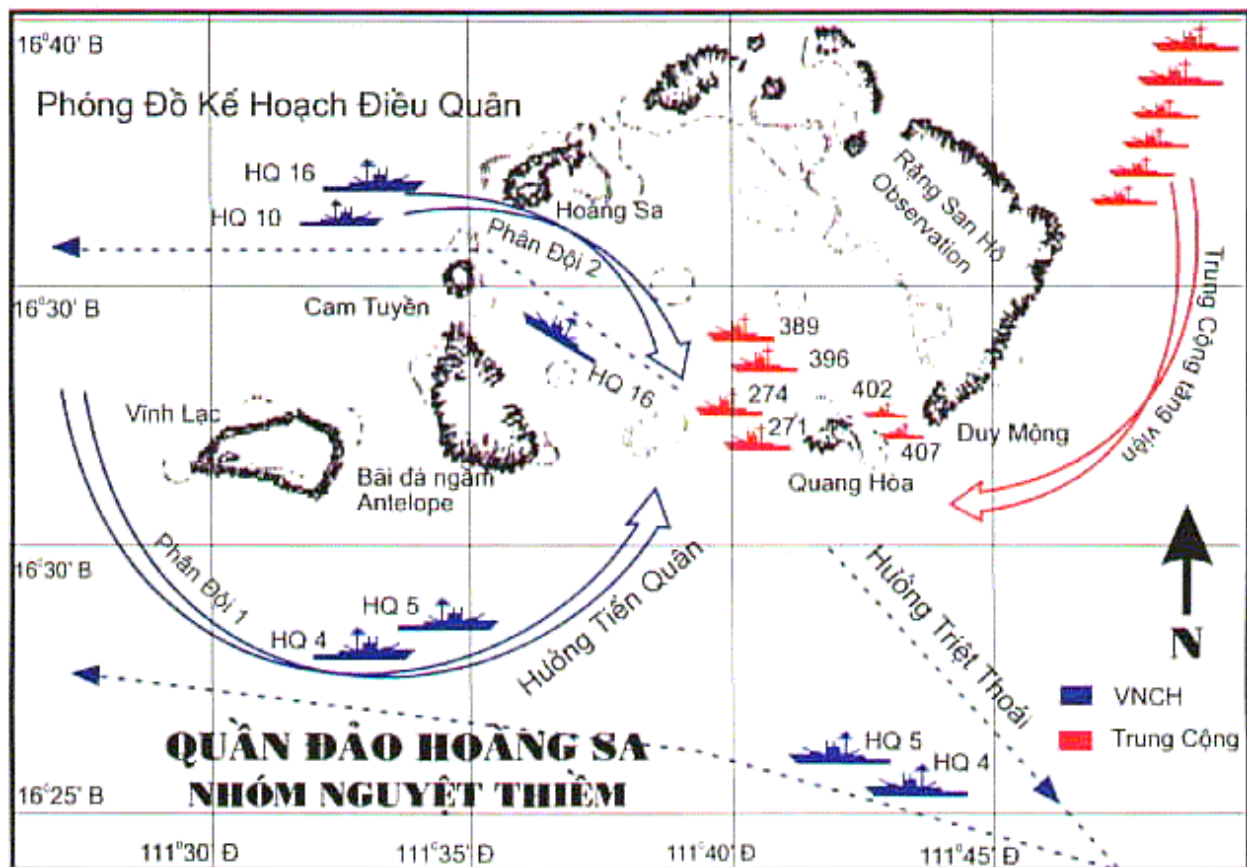 16°40' B
Phóng Đồ Kế Hoạch Điều Quân
HQ 16
HQ 10
Hoàng Sa
Phân Đội 2
Răng San Hô
Observation
Trung Cộng tăng viện
16°30' B
Cam Tuyền
HQ 16
389
396
274
402
271
407
Duy Mộng
Quang Hòa
Vĩnh Lạc
Bãi đá ngầm
Antelope
16°30' B
Phân Đội 1
HQ 5
HQ 4
Hướng Tiến Quân
Hướng Triệt Thoái
N
VNCH
Trung Cộng
QUẦN ĐẢO HOÀNG SA
NHÓM NGUYỆT THIỀM
HQ 5
HQ 4
16°25' B
111°30 Đ
111°35 Đ
111°40 Đ
111°45 Đ